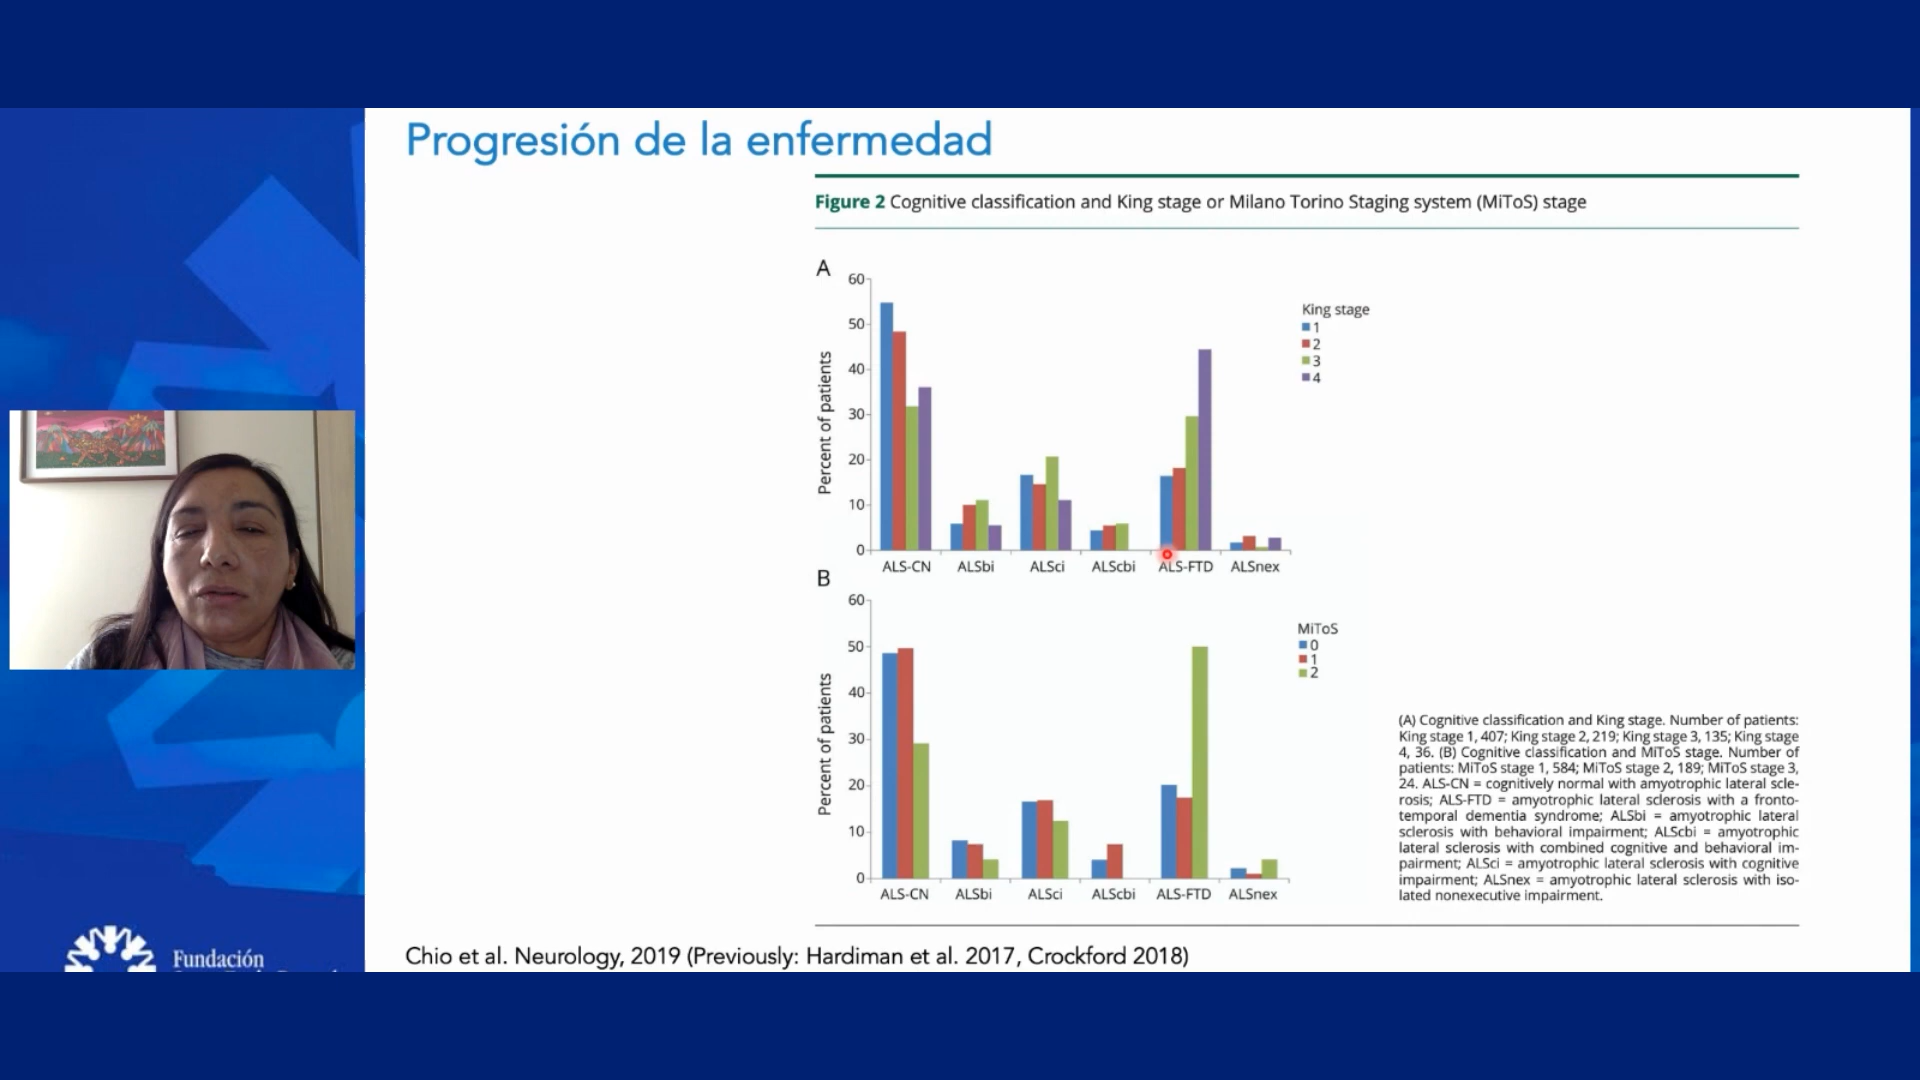 Progresión de la enfermedad
Figure 2 Cognitive classification and King stage or Milano Torino Staging system (MiToS) stage
A
60
50
40
30
20
10
0
Percent of patients
ALS-CN ALSbi ALSci ALScbi ALS-FTD ALSnex
King stage
1
2
3
4
B
60
50
40
30
20
10
0
Percent of patients
ALS-CN ALSbi ALSci ALScbi ALS-FTD ALSnex
MiToS
0
1
2
(A) Cognitive classification and King stage. Number of patients:
King stage 1, 407; King stage 2, 219; King stage 3, 135; King stage
4, 36. (B) Cognitive classification and MiToS stage. Number of
patients: MiToS stage 1, 584; MiToS stage 2, 189; MiToS stage 3,
24. ALS-CN = cognitively normal with amyotrophic lateral scle-
rosis; ALS-FTD = amyotrophic lateral sclerosis with a fronto-
temporal dementia syndrome; ALSbi = amyotrophic lateral
sclerosis with behavioral impairment; ALScbi = amyotrophic
lateral sclerosis with combined cognitive and behavioral im-
pairment; ALSci = amyotrophic lateral sclerosis with cognitive
impairment; ALSnex = amyotrophic lateral sclerosis with iso-
lated nonexecutive impairment.
Chio et al. Neurology, 2019 (Previously: Hardiman et al. 2017, Crockford 2018)
Fundación